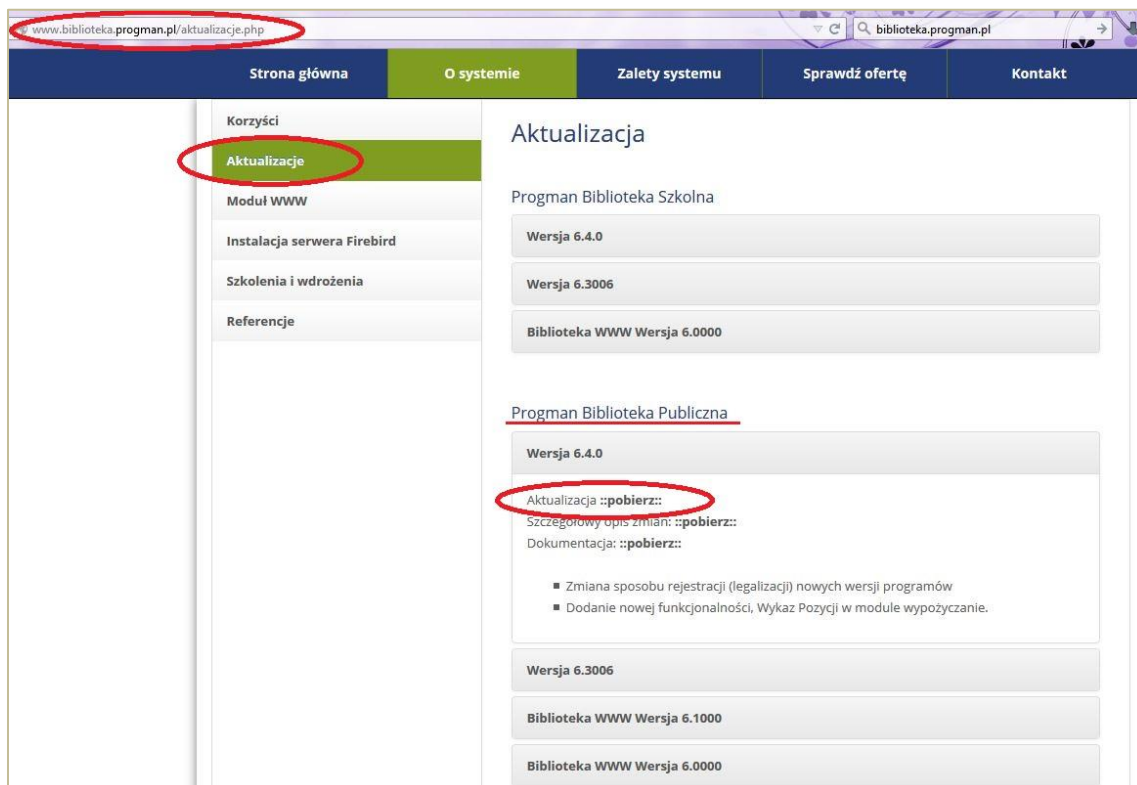 www.biblioteka.progman.pl/aktualizacje.php
biblioteka.progman.pl
Strona główna
O systemie
Zalety systemu
Sprawdź ofertę
Kontakt
Korzyści
Aktualizacje
Moduł WWW
Instalacja serwera Firebird
Szkolenia i wdrożenia
Referencje
Aktualizacja
Progman Biblioteka Szkolna
Wersja 6.4.0
Wersja 6.3006
Biblioteka WWW Wersja 6.0000
Progman Biblioteka Publiczna
Wersja 6.4.0
Aktualizacja ::pobierz::
Szczegółowy opis zmian: ::pobierz::
Dokumentacja: ::pobierz::
Zmiana sposobu rejestracji (legalizacji) nowych wersji programów
Dodanie nowej funkcjonalności, Wykaz Pozycji w module wypożyczanie.
Wersja 6.3006
Biblioteka WWW Wersja 6.1000
Biblioteka WWW Wersja 6.0000